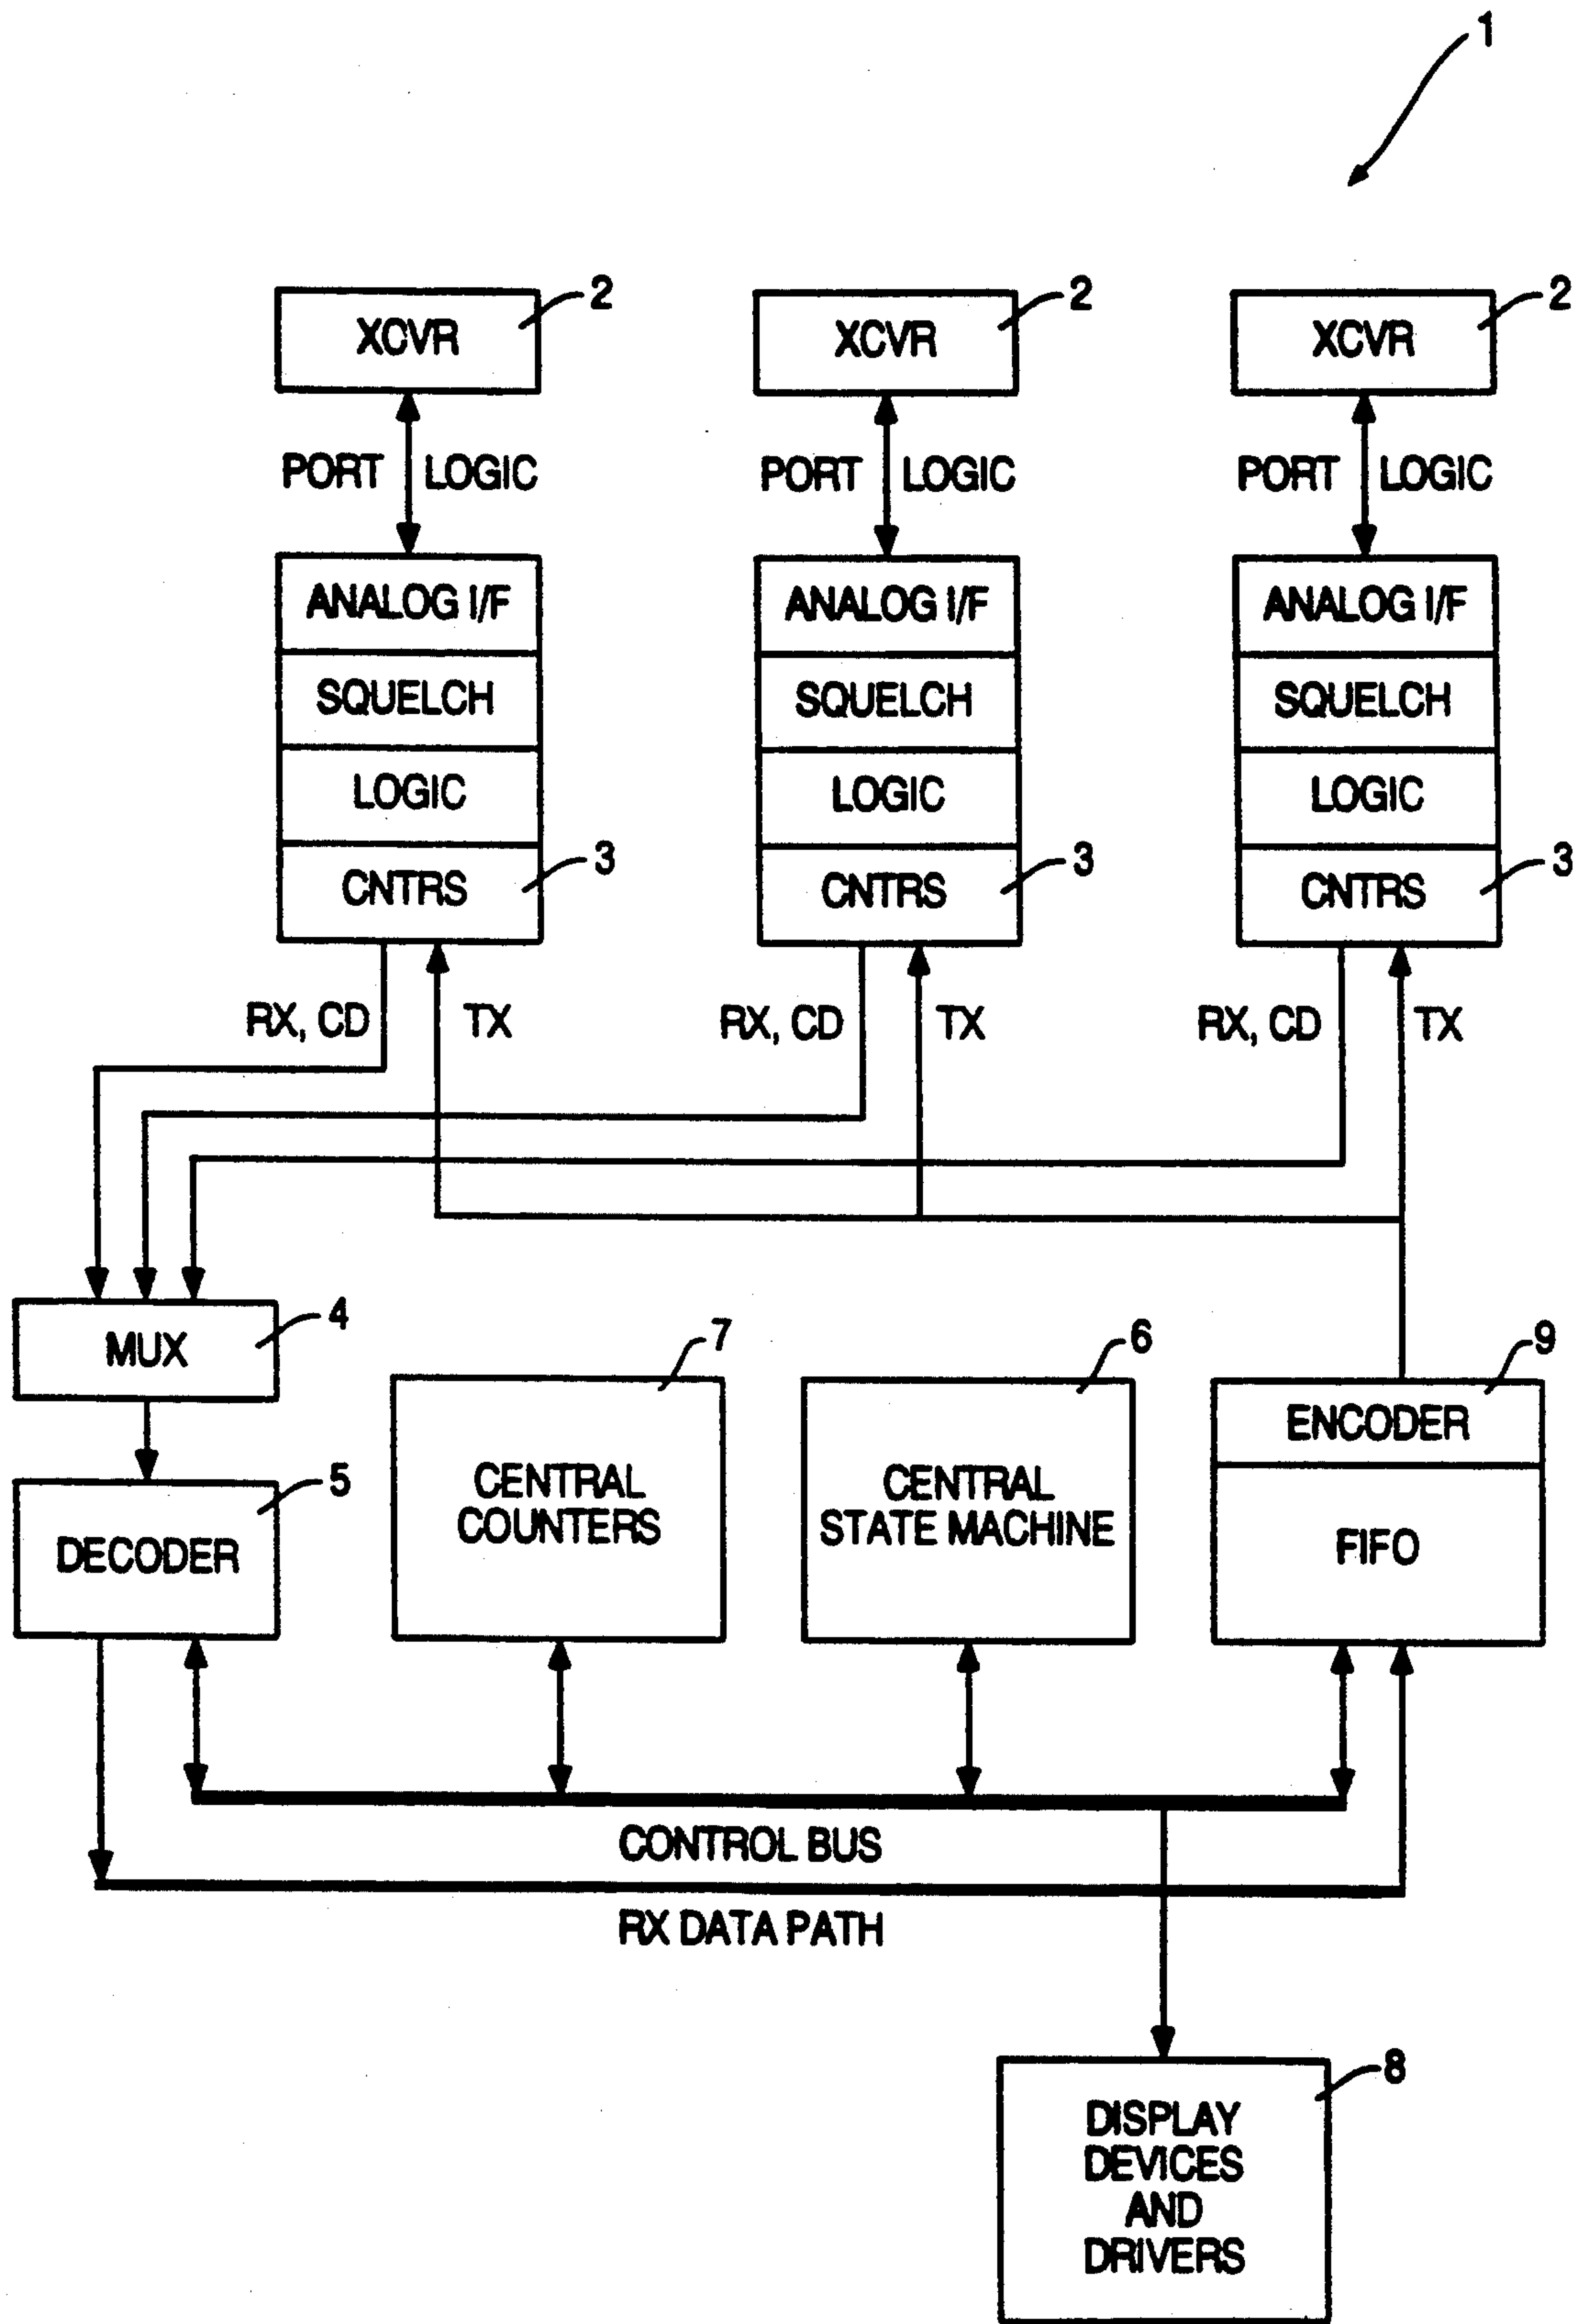 1
2 2 2
XCVR XCVR XCVR
PORT LOGIC PORT LOGIC PORT LOGIC
ANALOG I/F ANALOG I/F ANALOG I/F
SQUELCH SQUELCH SQUELCH
LOGIC LOGIC LOGIC
3 3 3
CNTRS CNTRS CNTRS
RX, CD TX RX, CD TX RX, CD TX
4
MUX
7
6
9
ENCODER
5
DECODER
CENTRAL
COUNTERS
CENTRAL
STATE MACHINE
FIFO
CONTROL BUS
RX DATA PATH
8
DISPLAY
DEVICES
AND
DRIVERS